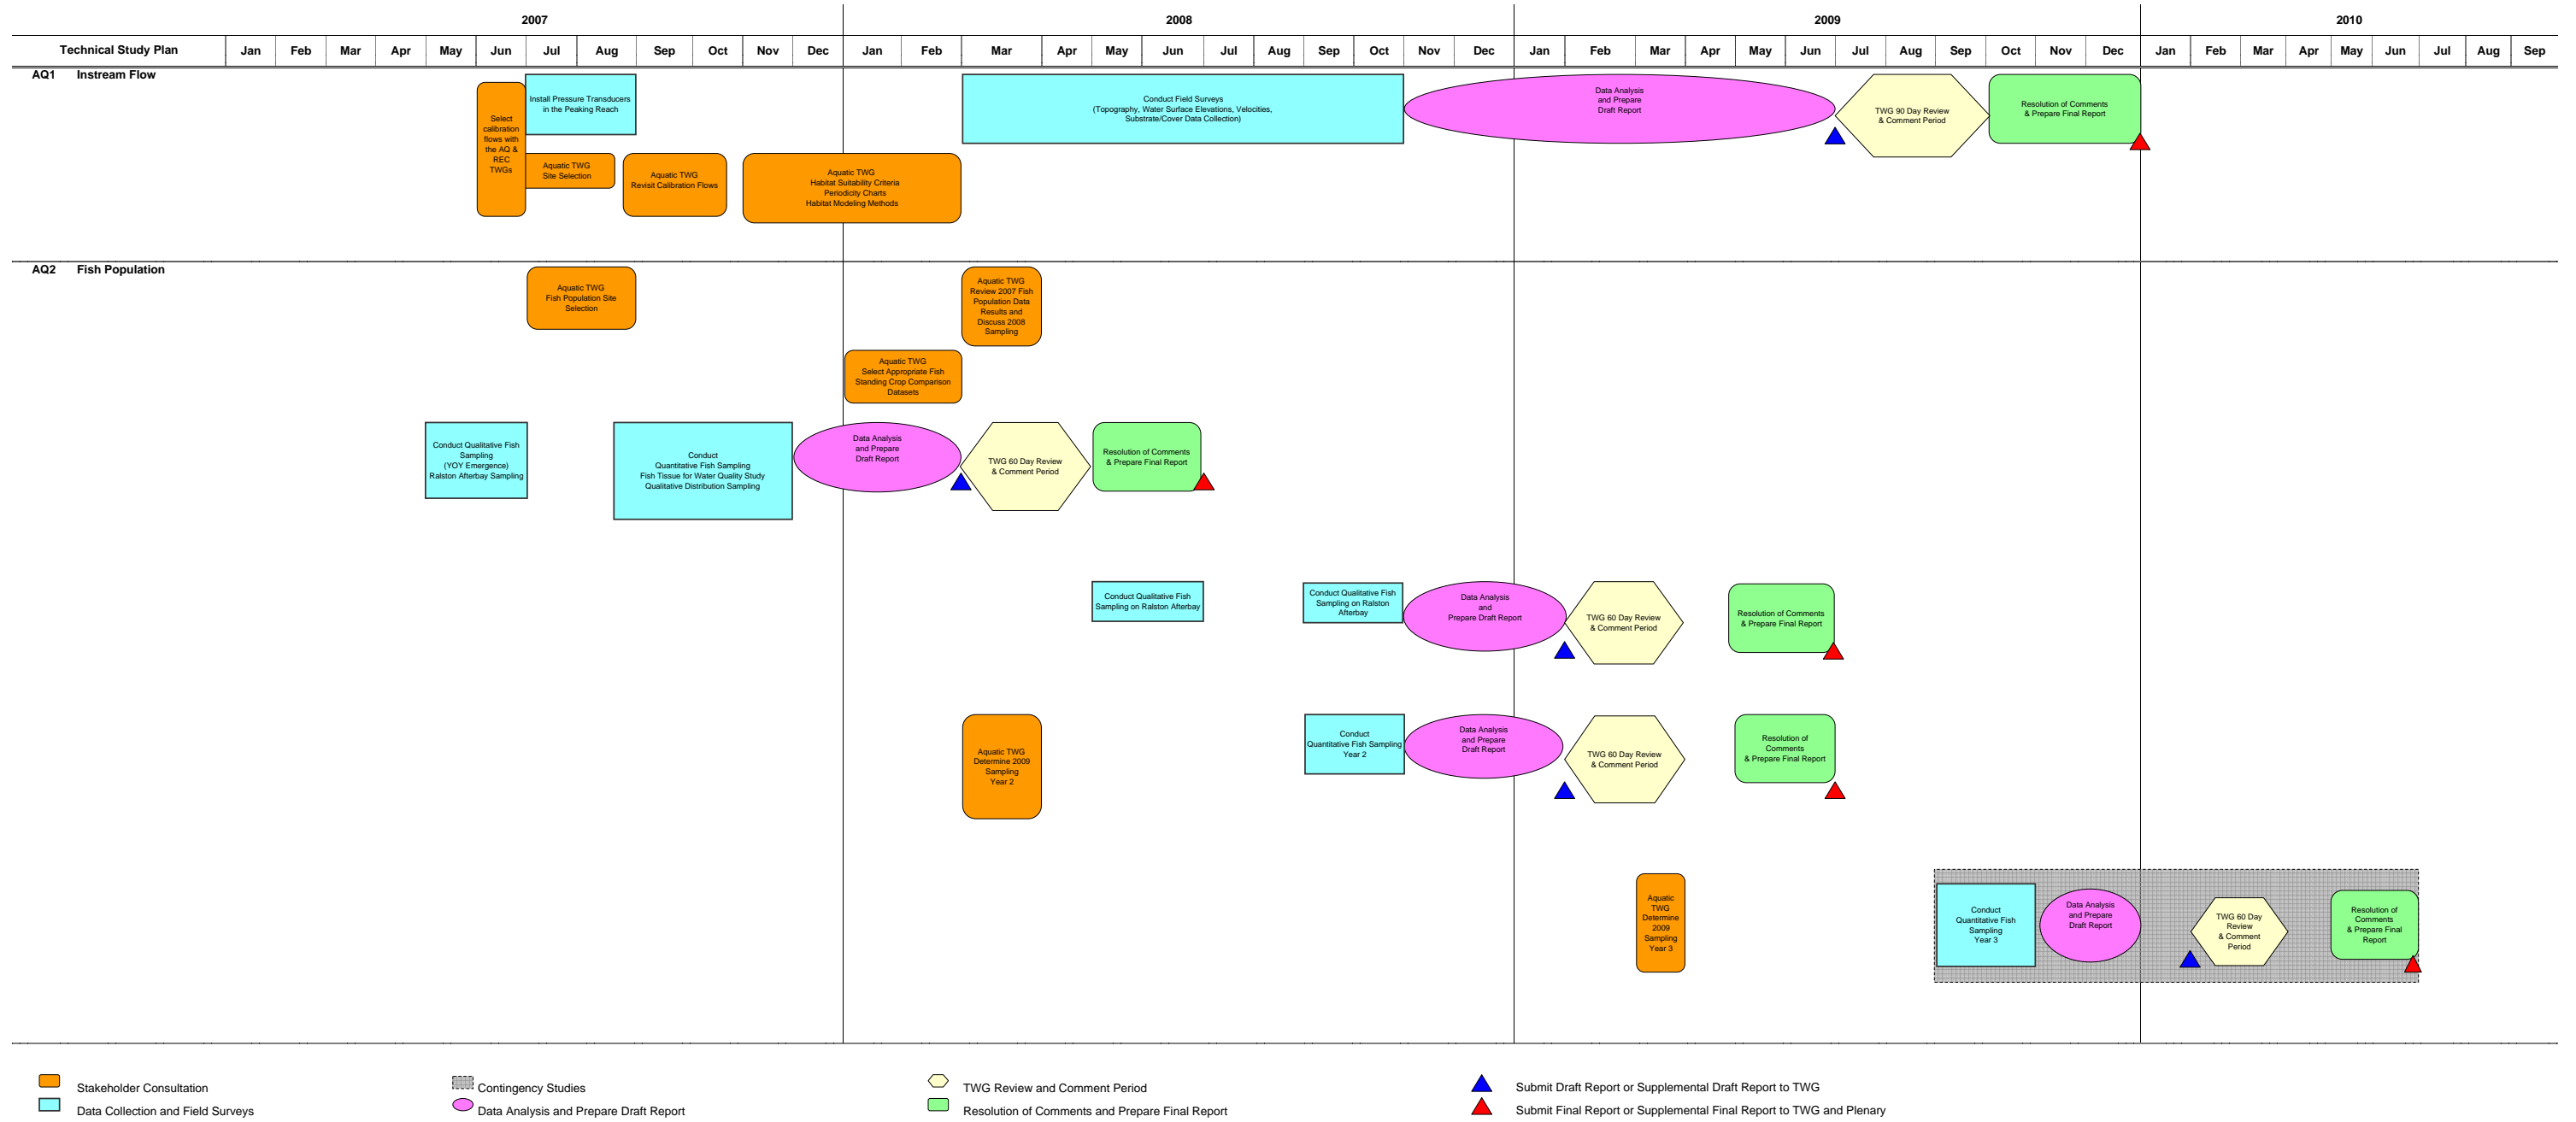 2007
2008
2009
2010
Technical Study Plan
Jan
Feb
Mar
Apr
May
Jun
Jul
Aug
Sep
Oct
Nov
Dec
Jan
Feb
Mar
Apr
May
Jun
Jul
Aug
Sep
Oct
Nov
Dec
Jan
Feb
Mar
Apr
May
Jun
Jul
Aug
Sep
Oct
Nov
Dec
Jan
Feb
Mar
Apr
May
Jun
Jul
Aug
Sep
AQ1 Instream Flow
Select
calibration
flows with
the AQ &
REC
TWGs
Install Pressure Transducers
in the Peaking Reach
Aquatic TWG
Site Selection
Aquatic TWG
Revisit Calibration Flows
Aquatic TWG
Habitat Suitability Criteria
Periodicity Charts
Habitat Modeling Methods
Conduct Field Surveys
(Topography, Water Surface Elevations, Velocities,
Substrate/Cover Data Collection)
Data Analysis
and Prepare
Draft Report
TWG 90 Day Review
& Comment Period
Resolution of Comments
& Prepare Final Report
AQ2 Fish Population
Aquatic TWG
Fish Population Site
Selection
Aquatic TWG
Review 2007 Fish
Population Data
Results and
Discuss 2008
Sampling
Aquatic TWG
Select Appropriate Fish
Standing Crop Comparison
Datasets
Conduct Qualitative Fish
Sampling
(YOY Emergence)
Ralston Afterbay Sampling
Conduct
Quantitative Fish Sampling
Fish Tissue for Water Quality Study
Qualitative Distribution Sampling
Data Analysis
and Prepare
Draft Report
TWG 60 Day Review
& Comment Period
Resolution of Comments
& Prepare Final Report
Conduct Qualitative Fish
Sampling on Ralston Afterbay
Conduct Qualitative Fish
Sampling on Ralston
Afterbay
Data Analysis
and
Prepare Draft Report
TWG 60 Day Review
& Comment Period
Resolution of Comments
& Prepare Final Report
Aquatic TWG
Determine 2009
Sampling
Year 2
Conduct
Quantitative Fish Sampling
Year 2
Data Analysis
and Prepare
Draft Report
TWG 60 Day Review
& Comment Period
Resolution of
Comments
& Prepare Final Report
Aquatic
TWG
Determine
2009
Sampling
Year 3
Conduct
Quantitative Fish
Sampling
Year 3
Data Analysis
and Prepare
Draft Report
TWG 60 Day
Review
& Comment
Period
Resolution of
Comments
& Prepare Final
Report
Stakeholder Consultation
Contingency Studies
TWG Review and Comment Period
Submit Draft Report or Supplemental Draft Report to TWG
Data Collection and Field Surveys
Data Analysis and Prepare Draft Report
Resolution of Comments and Prepare Final Report
Submit Final Report or Supplemental Final Report to TWG and Plenary